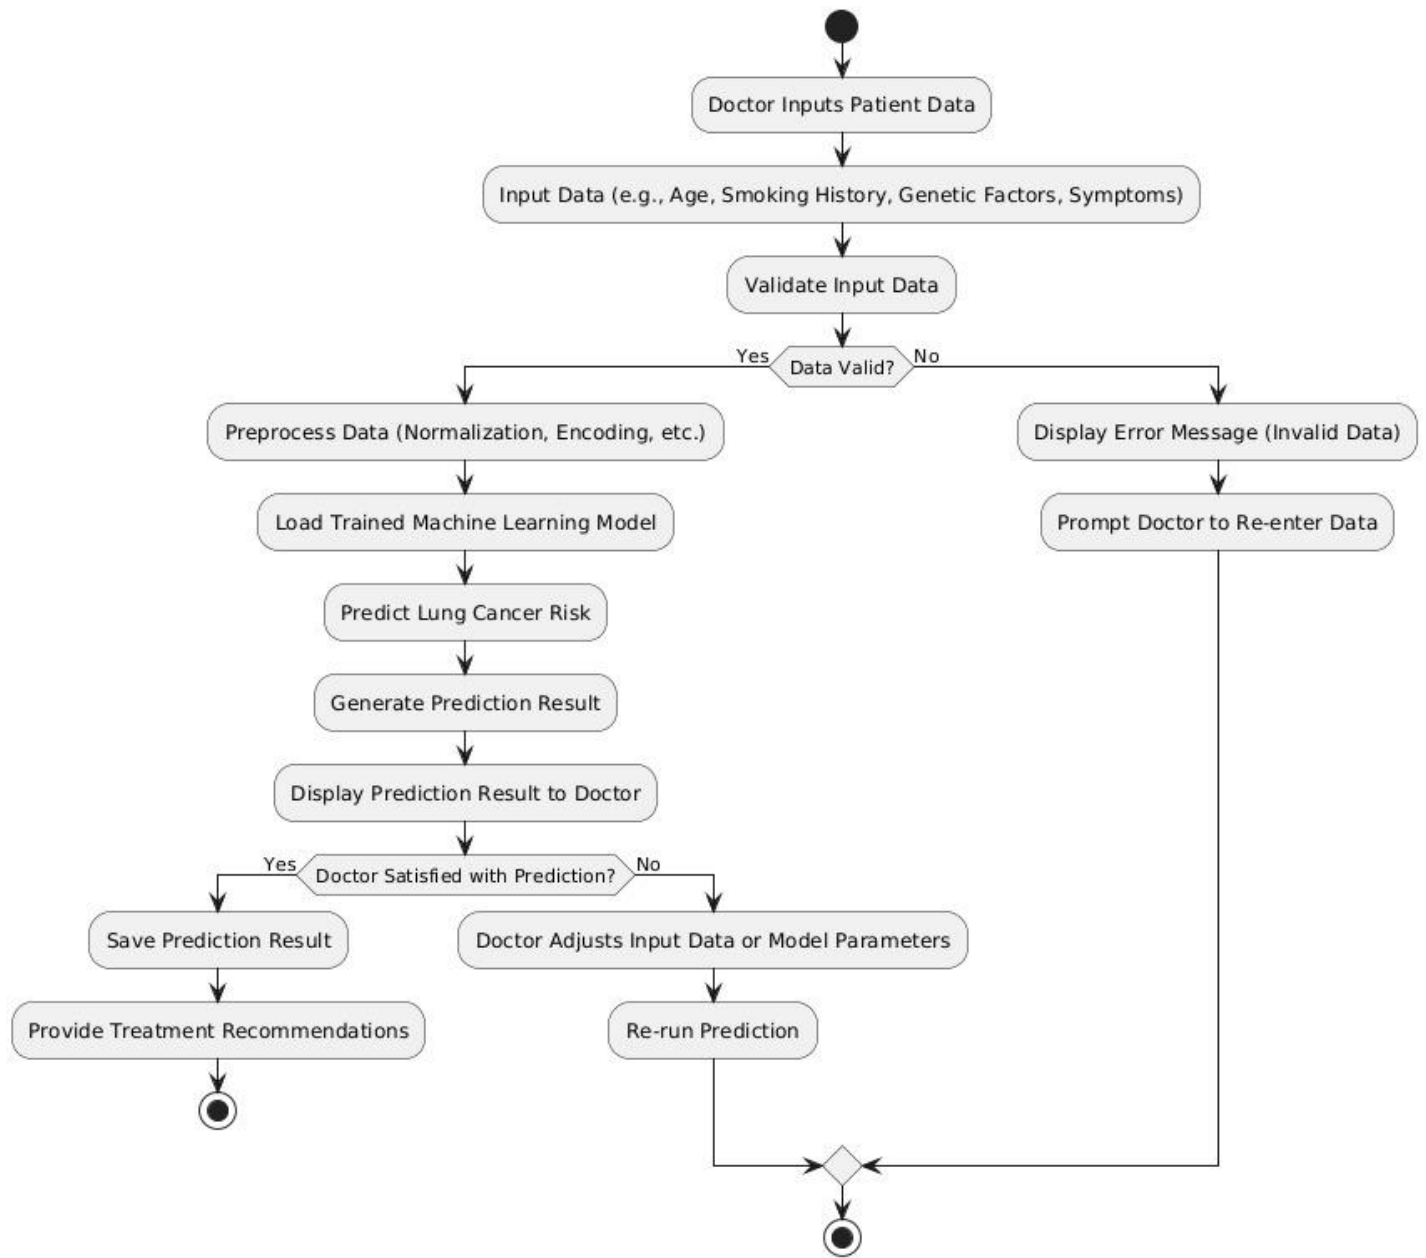 Doctor Inputs Patient Data
Input Data (e.g., Age, Smoking History, Genetic Factors, Symptoms)
Validate Input Data
Yes
Data Valid?
No
Preprocess Data (Normalization, Encoding, etc.)
Display Error Message (Invalid Data)
Load Trained Machine Learning Model
Prompt Doctor to Re-enter Data
Predict Lung Cancer Risk
Generate Prediction Result
Display Prediction Result to Doctor
Yes
Doctor Satisfied with Prediction?
No
Save Prediction Result
Doctor Adjusts Input Data or Model Parameters
Provide Treatment Recommendations
Re-run Prediction